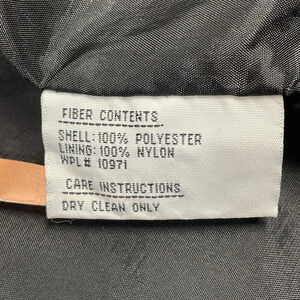 FIBER CONTENTS
SHELL: 100% POLYESTER
LINING: 100% NYLON
WPL# 10971
CARE INSTRUCTIONS
DRY CLEAN ONLY